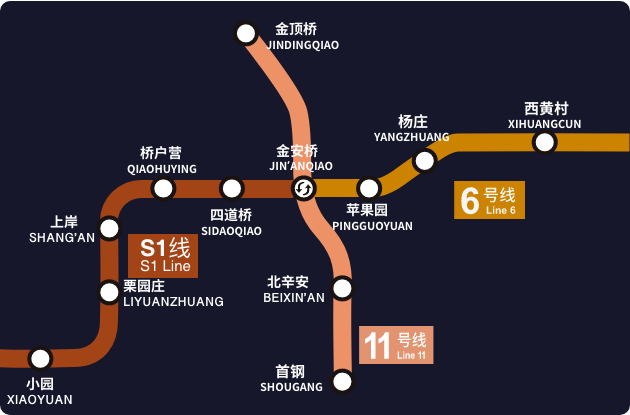 金顶桥
JINDINGQIAO
西黄村
XIHUANGCUN
杨庄
YANGZHUANG
桥户营
QIAOHUYING
金安桥
JIN'ANQIAO
6号线
Line 6
四道桥
SIDAOQIAO
苹果园
PINGGUOYUAN
上岸
SHANG'AN
S1线
S1 Line
栗园庄
LIYUANZHUANG
北辛安
BEIXIN'AN
11号线
Line 11
首钢
SHOUGANG
小园
XIAOYUAN